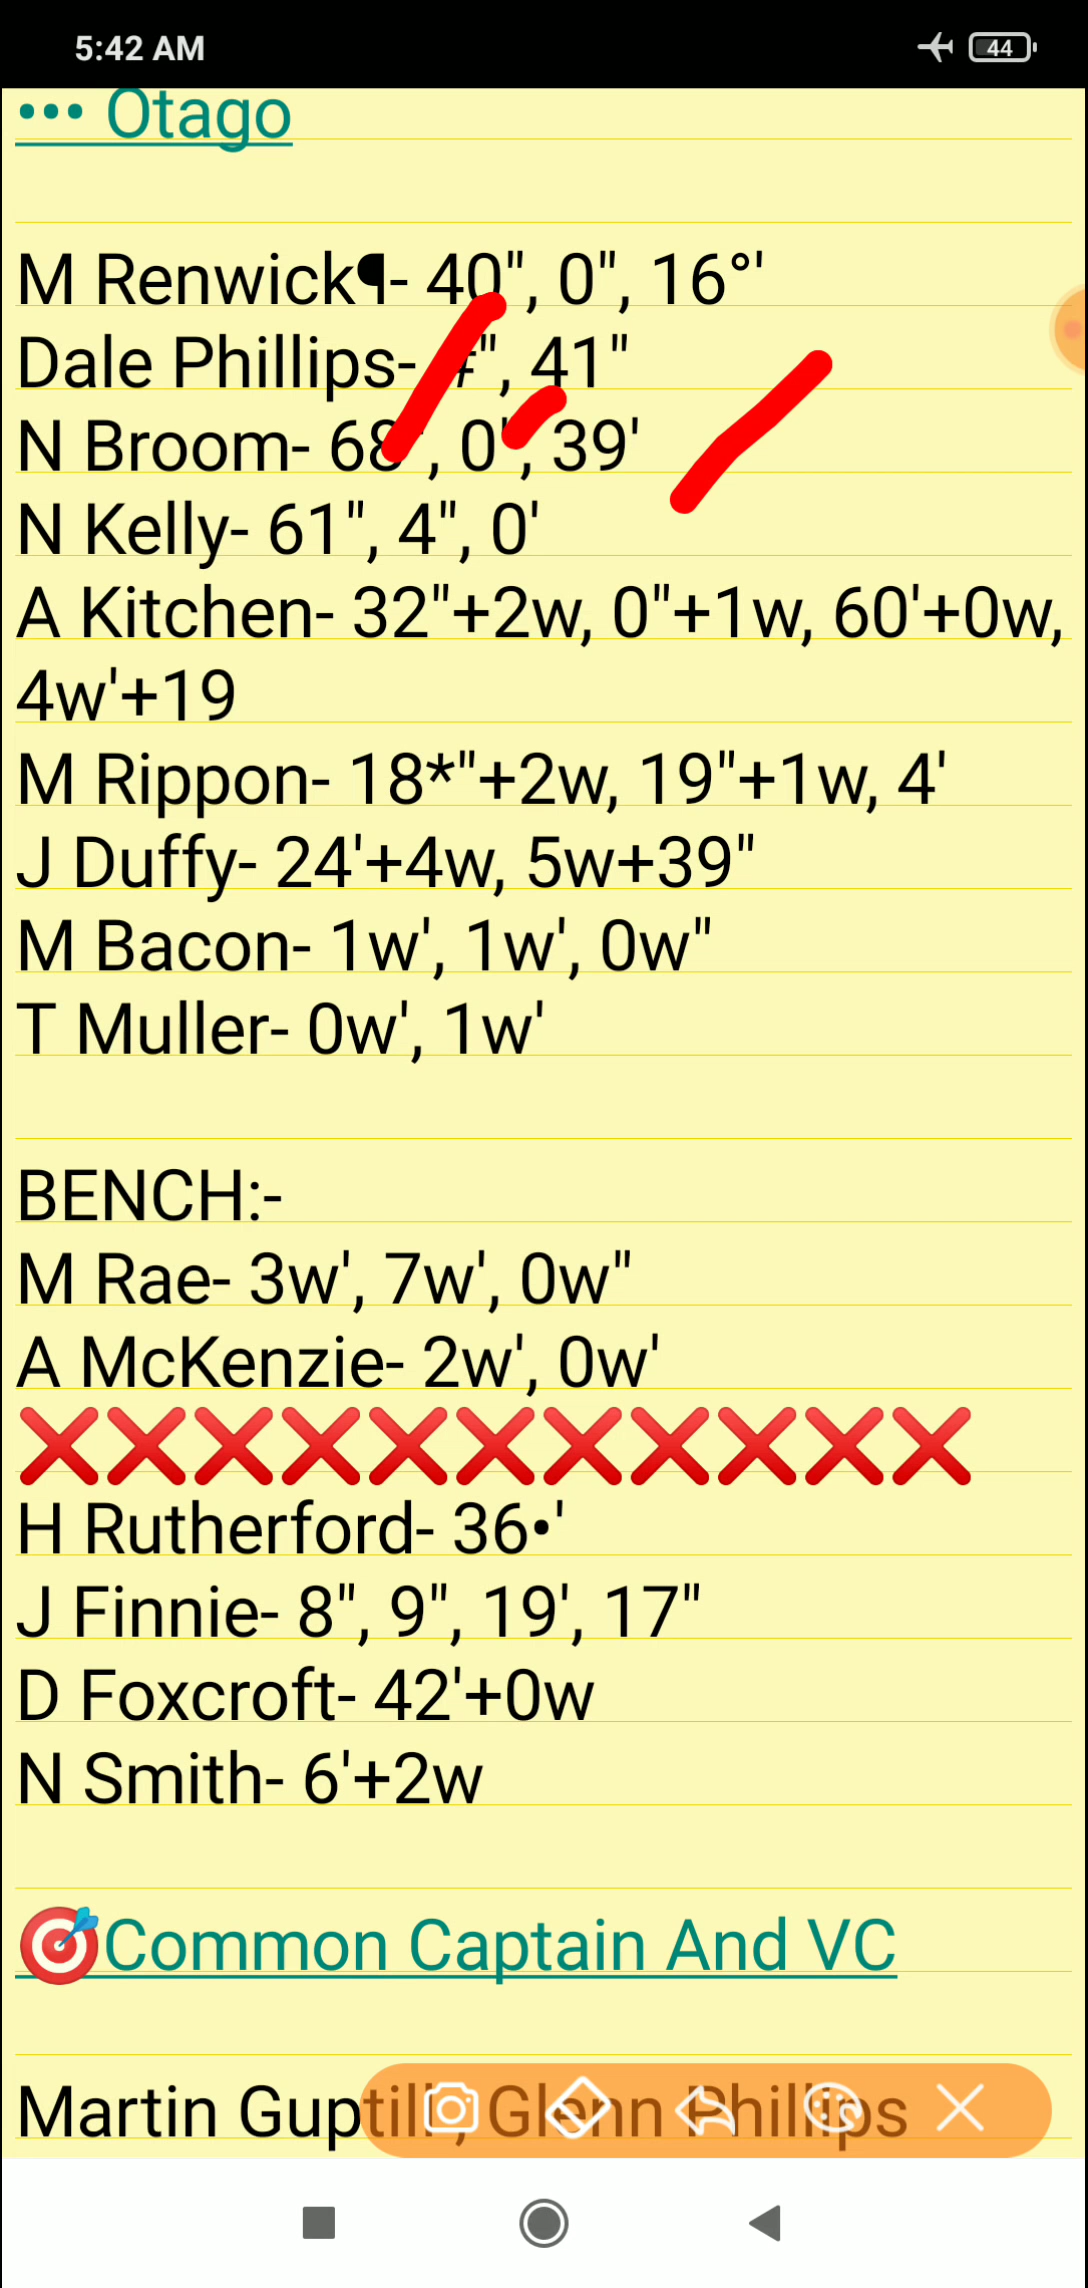 5:42 AM
44
••• Otago
M Renwick¶- 40", 0", 16°'
Dale Phillips- #", 41"
N Broom- 68', 0', 39'
N Kelly- 61", 4", 0'
A Kitchen- 32"+2w, 0"+1w, 60'+0w,
4w'+19
M Rippon- 18*"+2w, 19"+1w, 4'
J Duffy- 24'+4w, 5w+39"
M Bacon- 1w', 1w', 0w"
T Muller- 0w', 1w'
BENCH:-
M Rae- 3w', 7w', 0w"
A McKenzie- 2w', 0w'
❌❌❌❌❌❌❌❌❌❌❌
H Rutherford- 36•'
J Finnie- 8", 9", 19', 17"
D Foxcroft- 42'+0w
N Smith- 6'+2w
🎯Common Captain And VC
Martin Guptill, Glenn Phillips